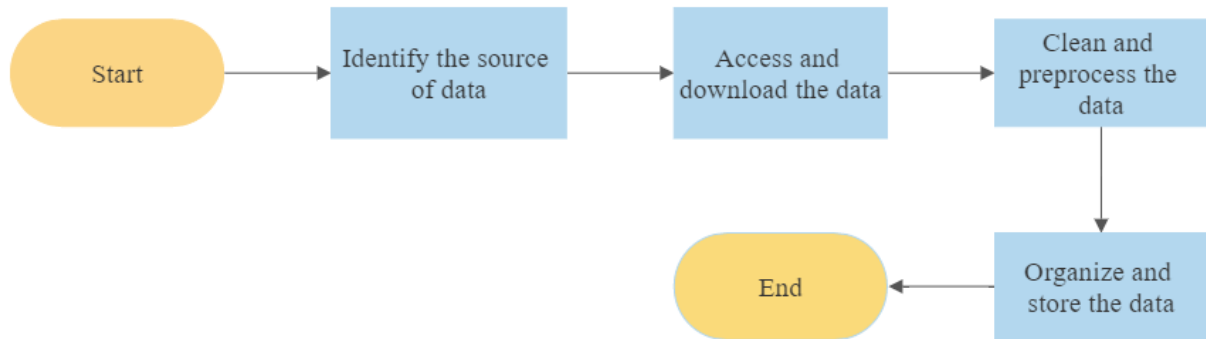 Start
Identify the source
of data
Access and
download the data
Clean and
preprocess the
data
Organize and
store the data
End